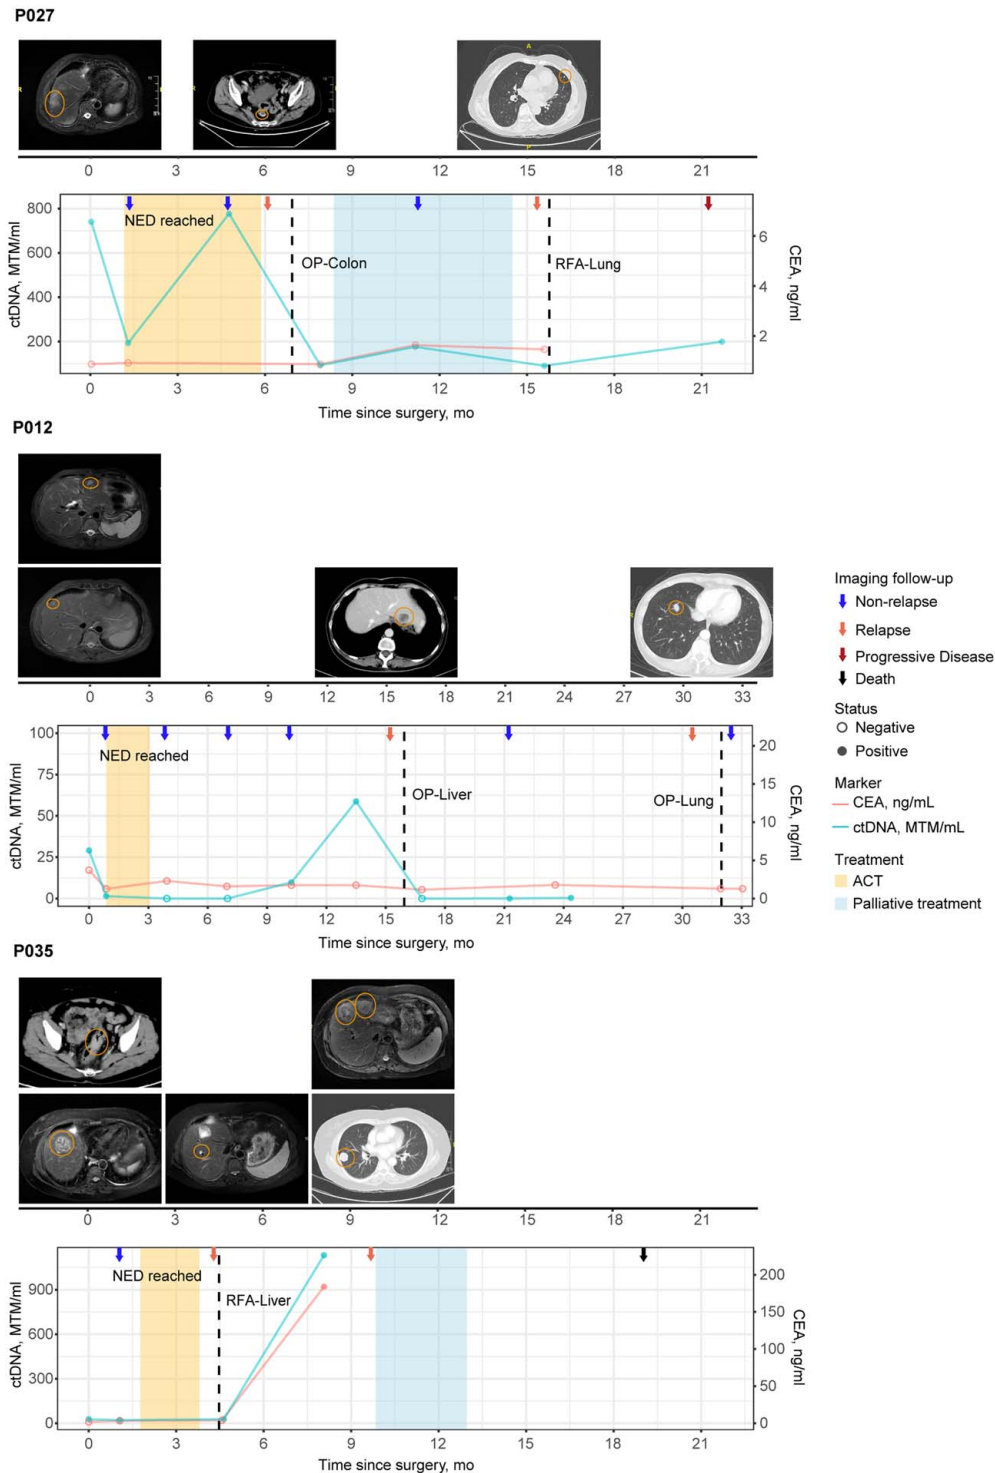 P027
A
R
R
P
0 3 6 9 12 15 18 21
800
600
400
200
ctDNA, MTM/ml
NED reached
OP-Colon
RFA-Lung
6
4
2
CEA, ng/ml
0 3 6 9 12 15 18 21
Time since surgery, mo
P012
R
0 3 6 9 12 15 18 21 24 27 30 33
100
75
50
25
0
ctDNA, MTM/ml
NED reached
OP-Liver
OP-Lung
20
15
10
5
0
CEA, ng/ml
0 3 6 9 12 15 18 21 24 27 30 33
Time since surgery, mo
Imaging follow-up
Non-relapse
Relapse
Progressive Disease
Death
Status
Negative
Positive
Marker
CEA, ng/mL
ctDNA, MTM/mL
Treatment
ACT
Palliative treatment
P035
0 3 6 9 12 15 18 21
900
600
300
0
ctDNA, MTM/ml
NED reached
RFA-Liver
200
150
100
50
0
CEA, ng/ml
0 3 6 9 12 15 18 21
Time since surgery, mo